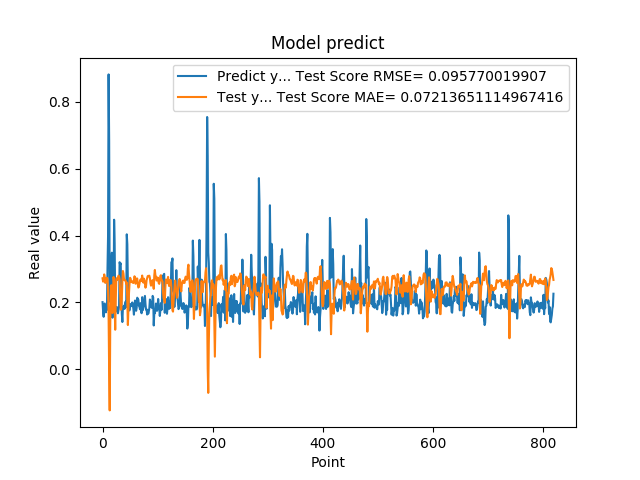 Model predict
Predict y... Test Score RMSE= 0.095770019907
Test y... Test Score MAE= 0.07213651114967416
0.8
0.6
0.4
0.2
0.0
Real value
0 200 400 600 800
Point